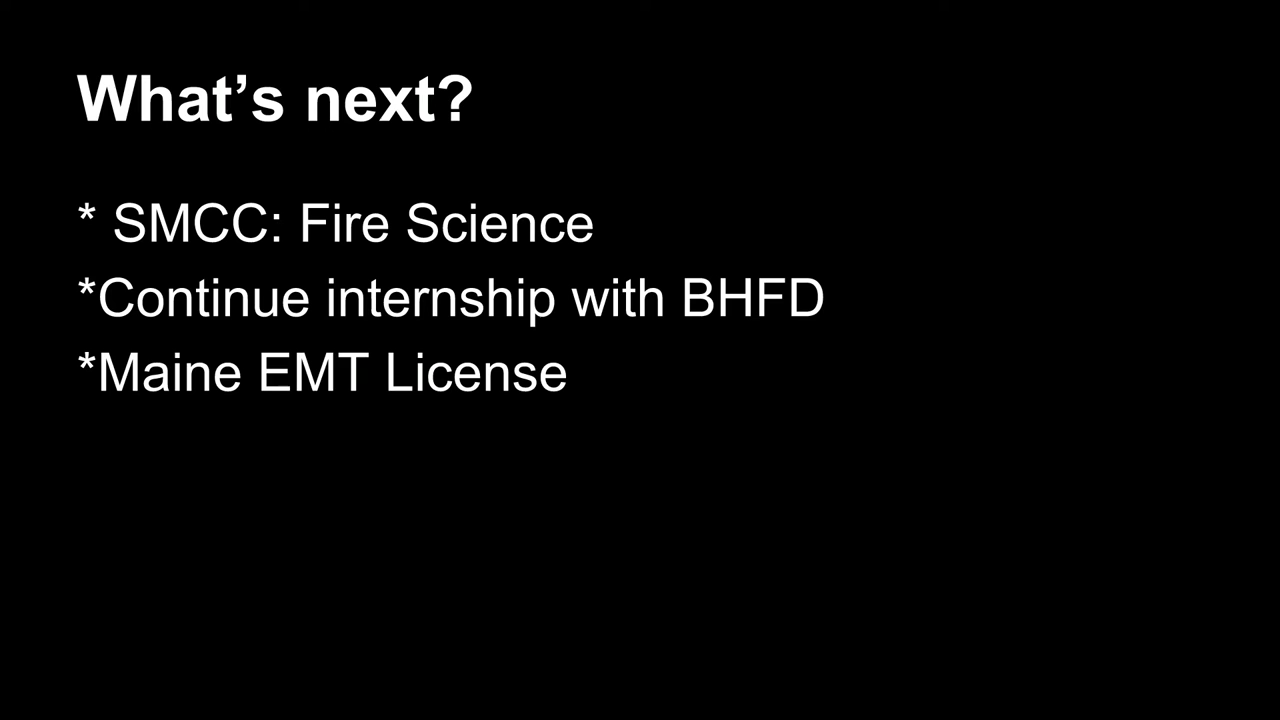 What’s next?
* SMCC: Fire Science
*Continue internship with BHFD
*Maine EMT License